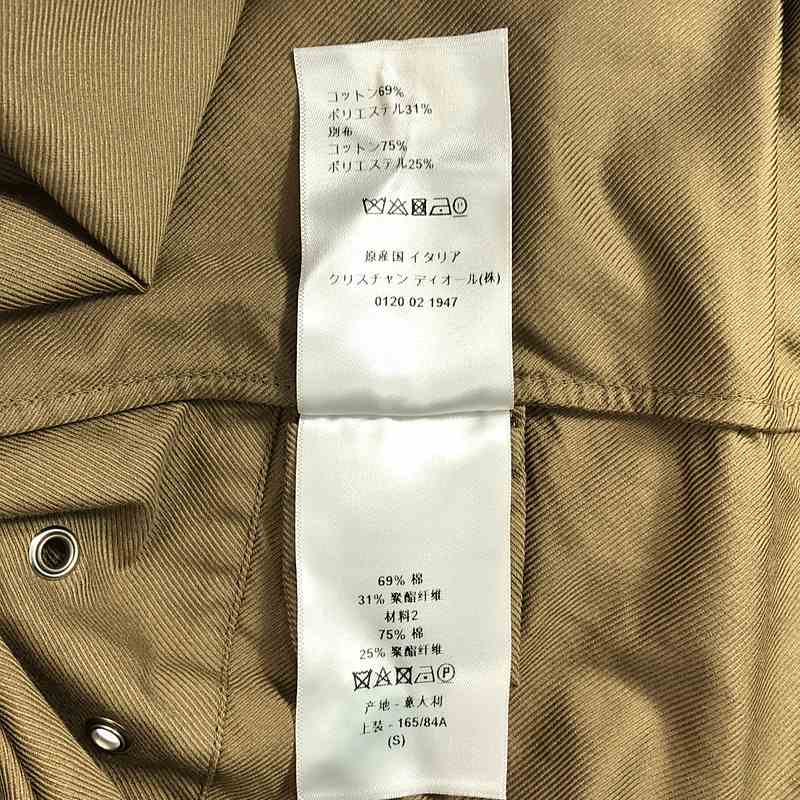 コットン69%
ポリエステル31%
別布
コットン75%
ポリエステル25%
原産国 イタリア
クリスチャン ディオール(株)
0120 02 1947
69% 棉
31% 聚酯纤维
材料2
75% 棉
25% 聚酯纤维
P
产地 - 意大利
上装 - 165/84A
(S)